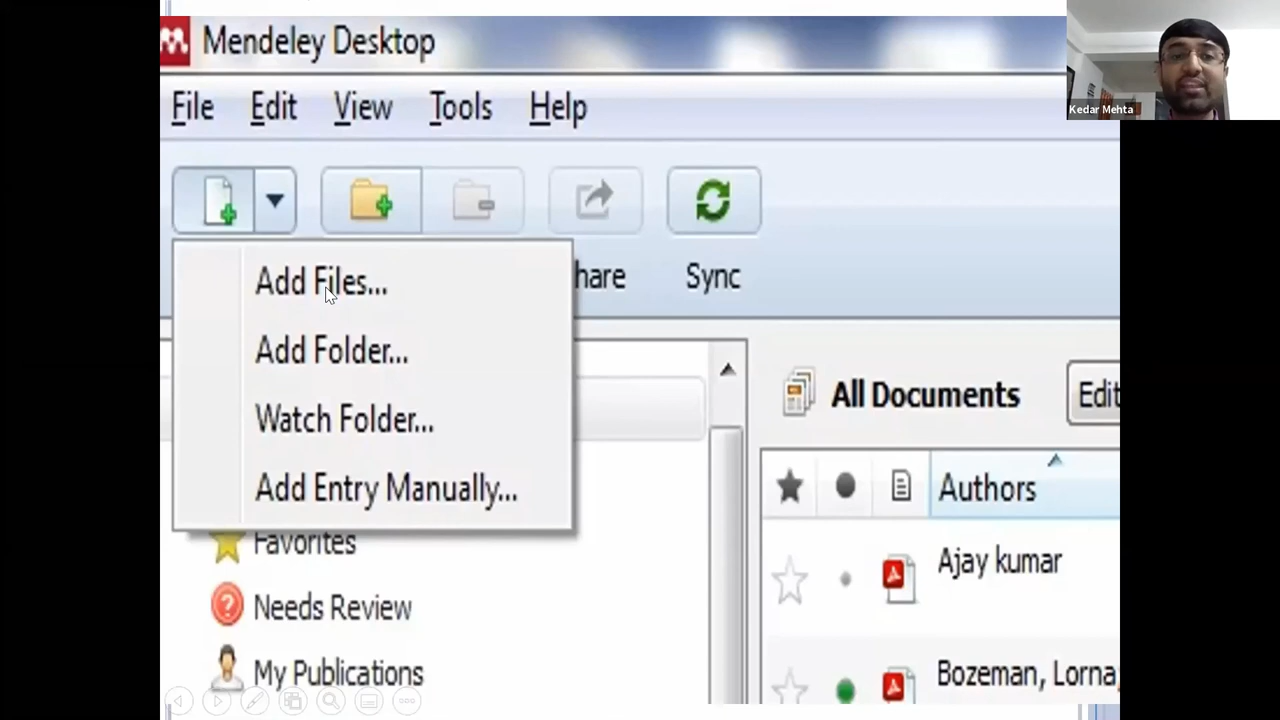 Mendeley Desktop
File Edit View Tools Help
Kedar Mehta
Add Files...
hare
Sync
Add Folder...
Watch Folder...
Add Entry Manually...
All Documents
Edit
Authors
Favorites
Needs Review
My Publications
Ajay kumar
Bozeman, Lorna,